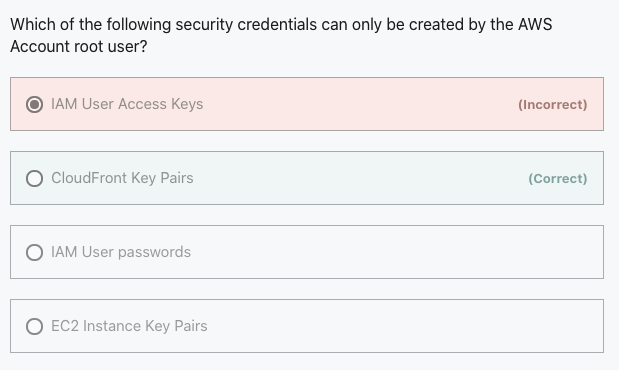 Which of the following security credentials can only be created by the AWS
Account root user?
IAM User Access Keys (Incorrect)
CloudFront Key Pairs (Correct)
IAM User passwords
EC2 Instance Key Pairs